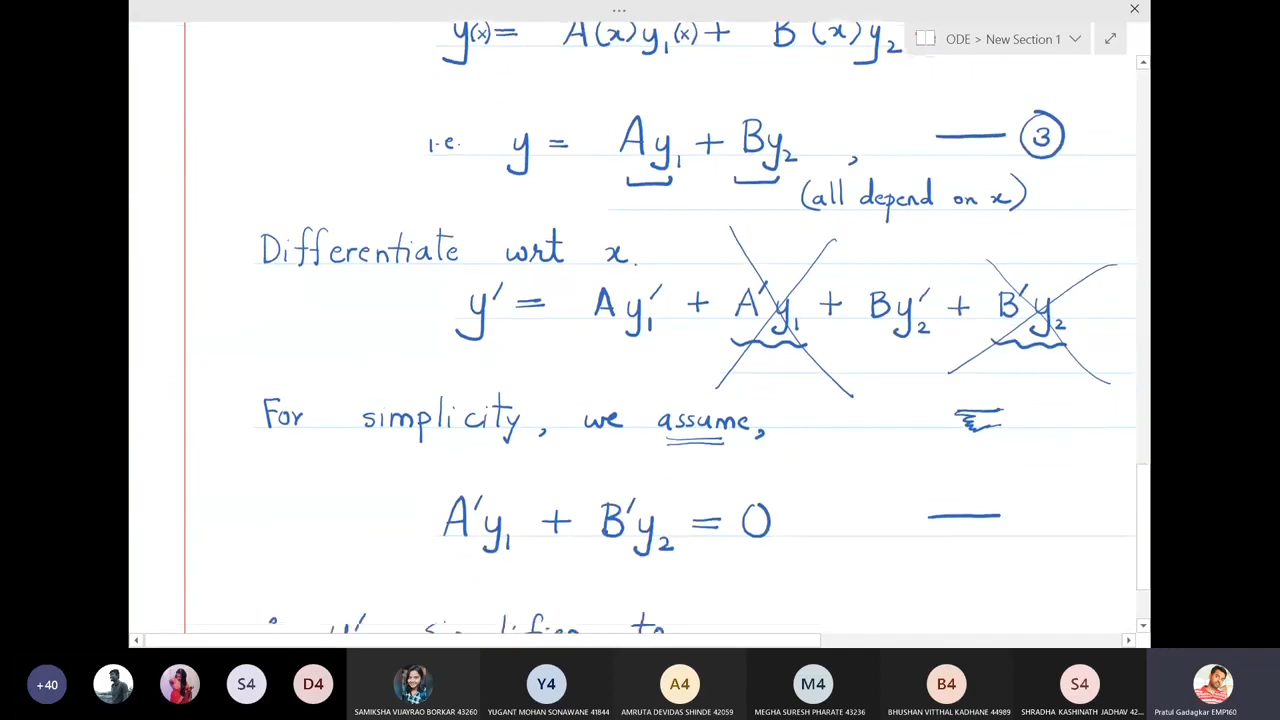 y(x) = A(x)y₁(x) + B(x)y₂
ODE > New Section 1
i.e. y = Ay₁ + By₂ , — ③
(all depend on x)
Differentiate wrt x.
y′ = Ay₁′ + A′y₁ + By₂′ + B′y₂
For simplicity, we assume,
A′y₁ + B′y₂ = 0 —
y′ simplifies to
+40
S4
D4
SAMIKSHA VIJAYRAO BORKAR 43260
Y4
YUGANT MOHAN SONAWANE 41844
A4
AMRUTA DEVIDAS SHINDE 42059
M4
MEGHA SURESH PHARATE 43236
B4
BHUSHAN VITTHAL KADHANE 44989
S4
SHRADHA KASHINATH JADHAV 42...
Pratul Gadagkar EMP160